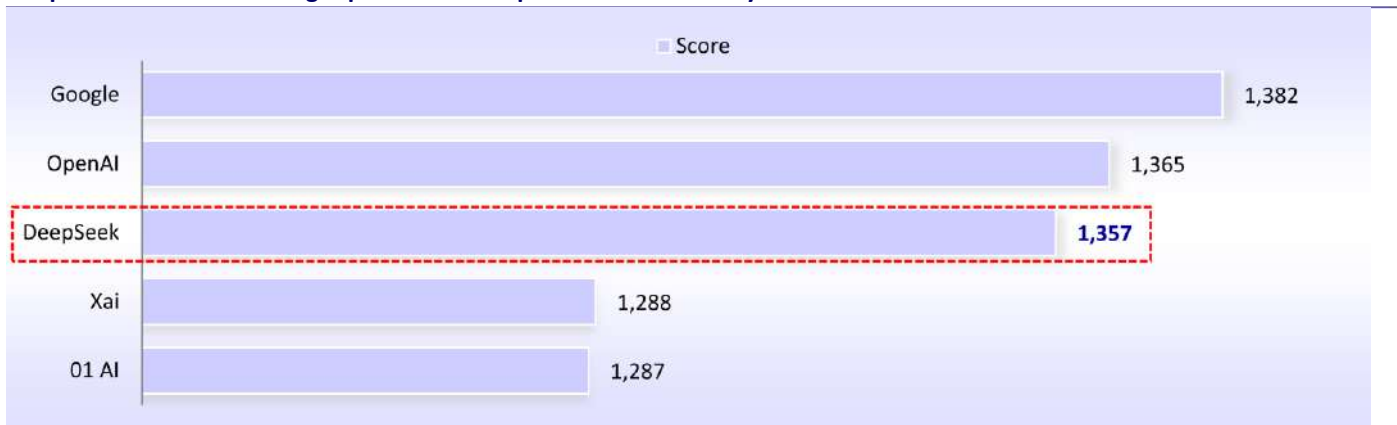 Score
Google 1,382
OpenAI 1,365
DeepSeek 1,357
Xai 1,288
01 AI 1,287